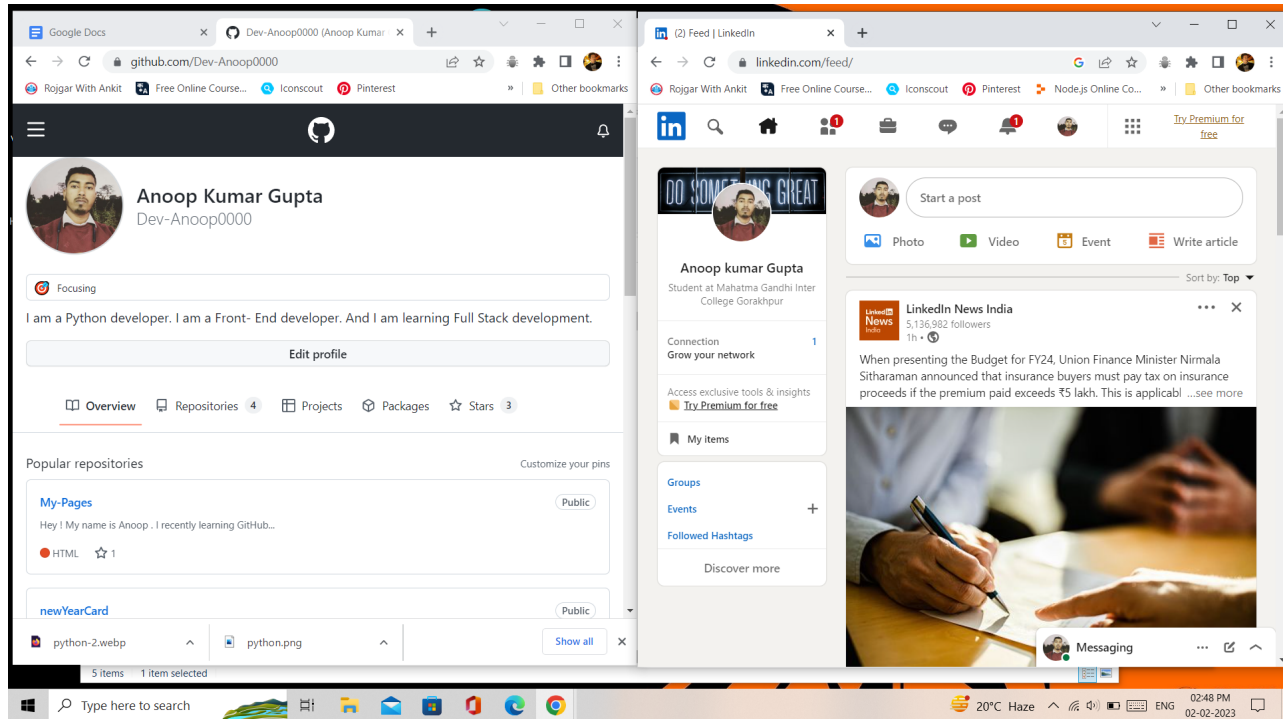 Google Docs
Dev-Anoop0000 (Anoop Kumar
github.com/Dev-Anoop0000
Rojgar With Ankit
Free Online Course...
Iconscout
Pinterest
»
Other bookmarks
Anoop Kumar Gupta
Dev-Anoop0000
Focusing
I am a Python developer. I am a Front- End developer. And I am learning Full Stack development.
Edit profile
Overview Repositories 4 Projects Packages Stars 3
Popular repositories
Customize your pins
My-Pages
Public
Hey ! My name is Anoop . I recently learning GitHub...
HTML 1
newYearCard
Public
python-2.webp
python.png
Show all
5 items 1 item selected
(2) Feed | LinkedIn
linkedin.com/feed/
Rojgar With Ankit
Free Online Course...
Iconscout
Pinterest
Node.js Online Co...
»
Other bookmarks
in
1
1
Try Premium for
free
DO SOMETHING GREAT
Anoop kumar Gupta
Student at Mahatma Gandhi Inter
College Gorakhpur
Connection 1
Grow your network
Access exclusive tools & insights
Try Premium for free
My items
Groups
Events
Followed Hashtags
Discover more
Start a post
Photo Video Event Write article
Sort by: Top
Linked in
News
India
LinkedIn News India
5,136,982 followers
1h •
When presenting the Budget for FY24, Union Finance Minister Nirmala
Sitharaman announced that insurance buyers must pay tax on insurance
proceeds if the premium paid exceeds ₹5 lakh. This is applicabl ...see more
Messaging
Type here to search
20°C Haze
ENG
02:48 PM
02-02-2023